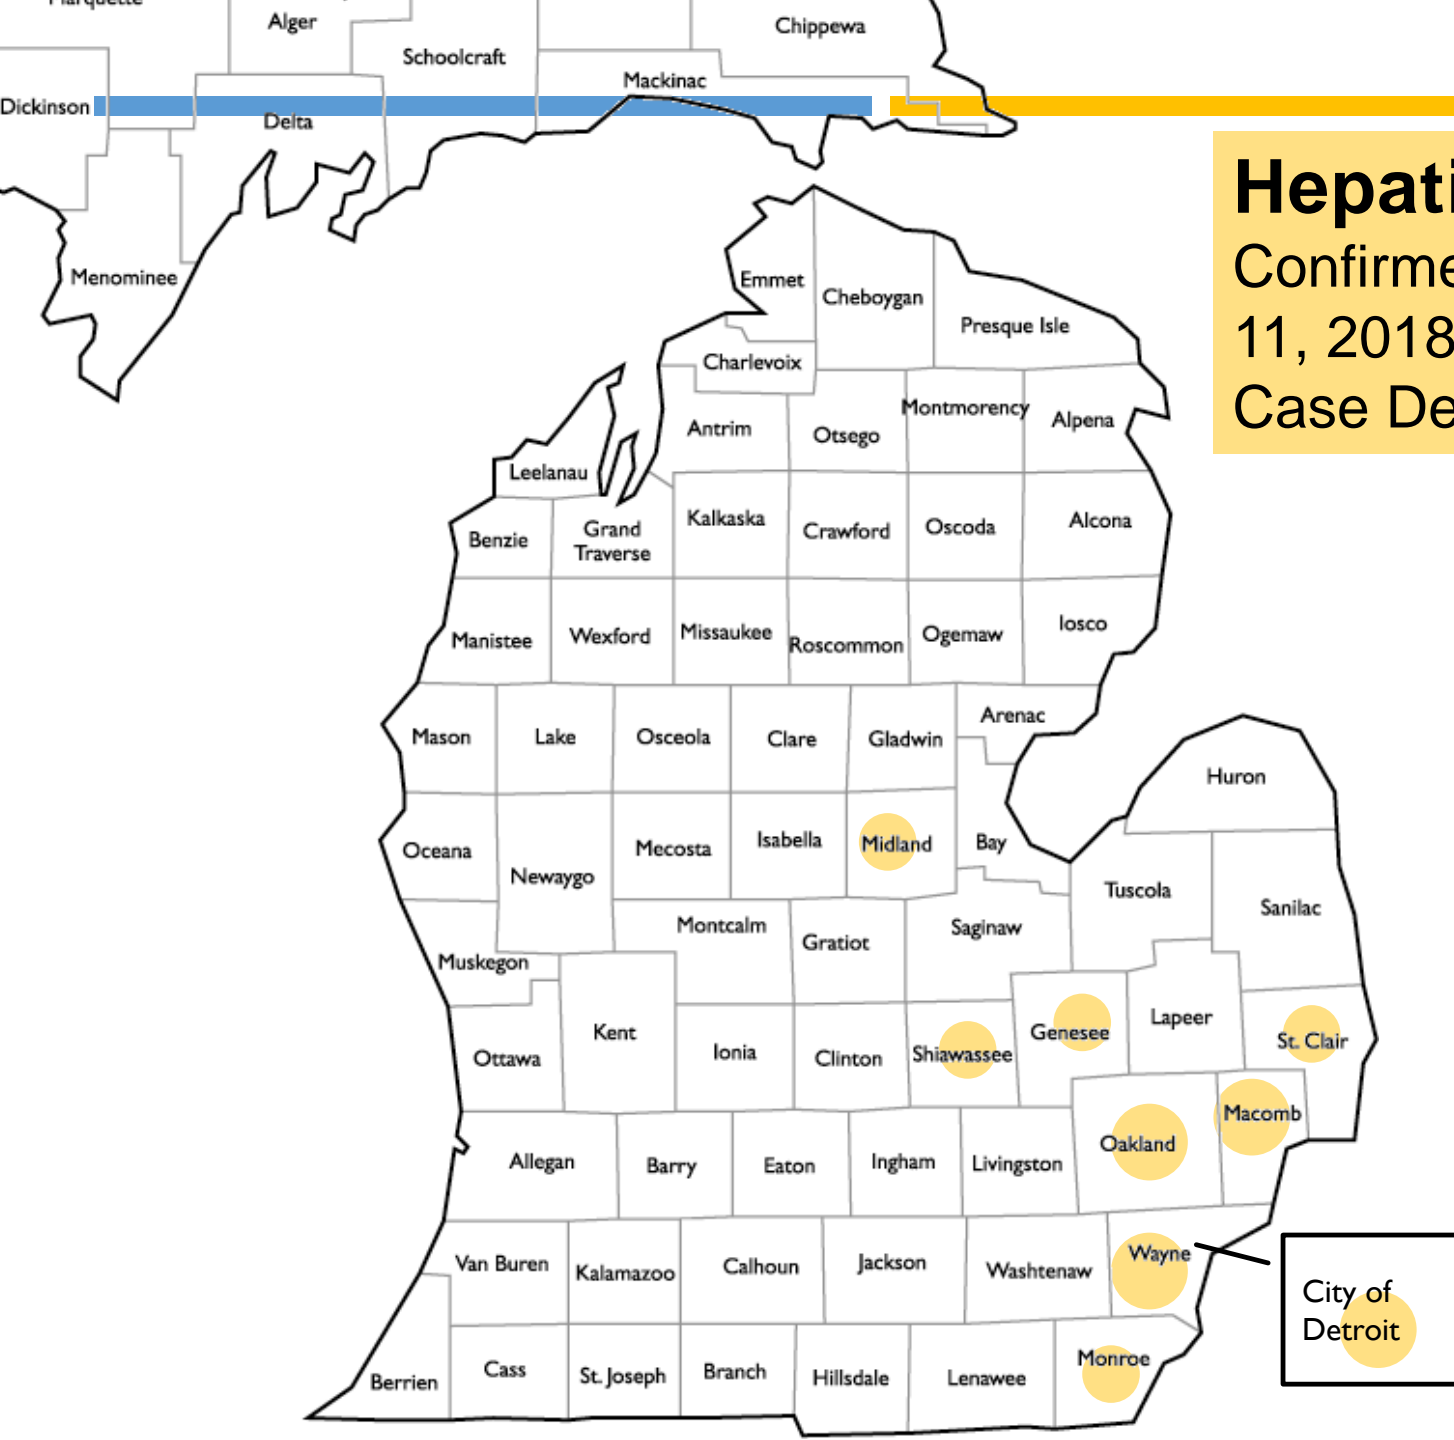 Alger
Chippewa
Schoolcraft
Mackinac
Dickinson
Delta
Menominee
Hepati
Confirme
11, 2018
Case De
Emmet
Cheboygan
Presque Isle
Charlevoix
Antrim
Otsego
Montmorency
Alpena
Leelanau
Benzie
Grand
Traverse
Kalkaska
Crawford
Oscoda
Alcona
Manistee
Wexford
Missaukee
Roscommon
Ogemaw
Iosco
Mason
Lake
Osceola
Clare
Gladwin
Arenac
Huron
Oceana
Newaygo
Mecosta
Isabella
Midland
Bay
Tuscola
Sanilac
Muskegon
Montcalm
Gratiot
Saginaw
Ottawa
Kent
Ionia
Clinton
Shiawassee
Genesee
Lapeer
St. Clair
Allegan
Barry
Eaton
Ingham
Livingston
Oakland
Macomb
Van Buren
Kalamazoo
Calhoun
Jackson
Washtenaw
Wayne
City of
Detroit
Berrien
Cass
St. Joseph
Branch
Hillsdale
Lenawee
Monroe